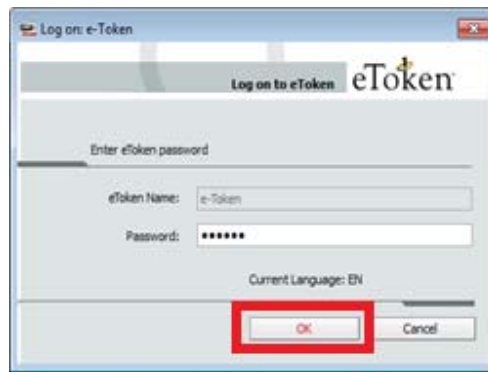 Log on: e-Token
Log on to eToken eToken
Enter eToken password
eToken Name: e-Token
Password: ••••••
Current Language: EN
OK Cancel